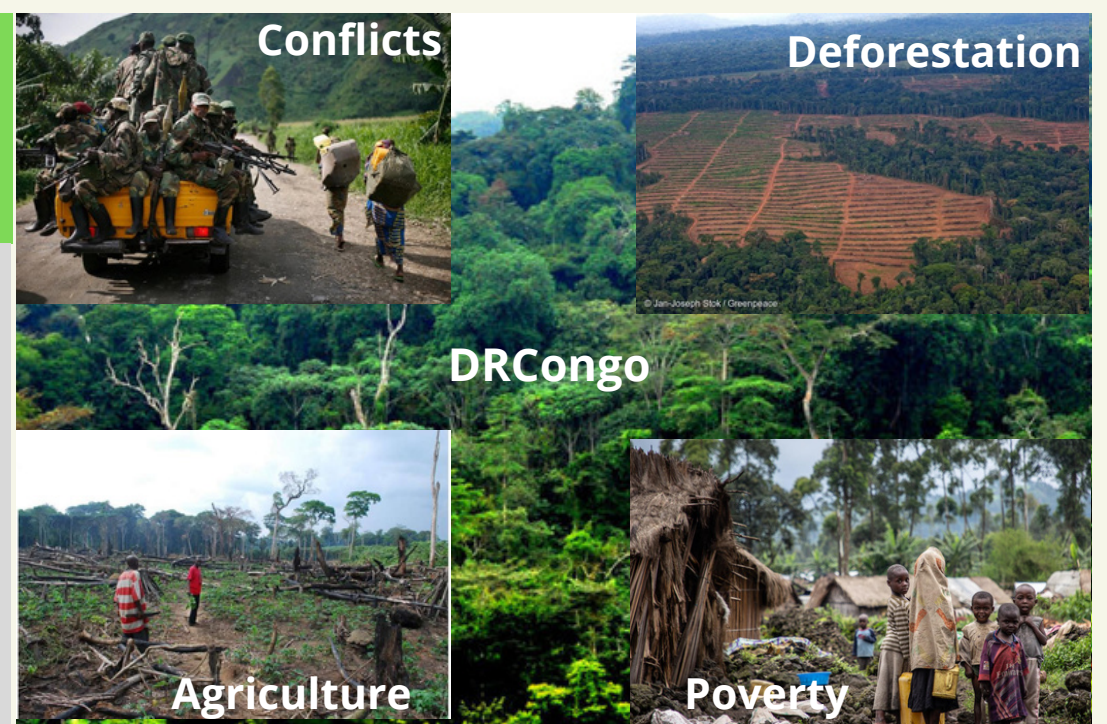 Conflicts
Deforestation
© Jan-Joseph Stok / Greenpeace
DRCongo
Agriculture
Poverty